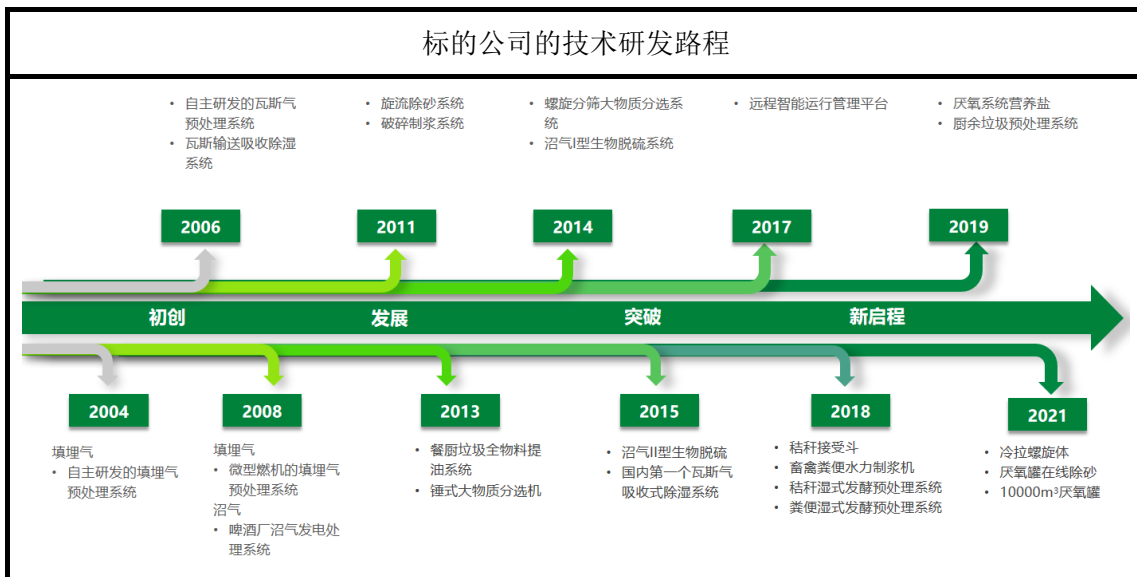 标的公司的技术研发路程
• 自主研发的瓦斯气
预处理系统
• 瓦斯输送吸收除湿
系统
• 旋流除砂系统
• 破碎制浆系统
• 螺旋分筛大物质分选系
统
• 沼气I型生物脱硫系统
• 远程智能运行管理平台
• 厌氧系统营养盐
• 厨余垃圾预处理系统
2006
2011
2014
2017
2019
初创
发展
突破
新启程
2004
2008
2013
2015
2018
2021
填埋气
• 自主研发的填埋气
预处理系统
填埋气
• 微型燃机的填埋气
预处理系统
沼气
• 啤酒厂沼气发电处
理系统
• 餐厨垃圾全物料提
油系统
• 锤式大物质分选机
• 沼气II型生物脱硫
• 国内第一个瓦斯气
吸收式除湿系统
• 秸秆接受斗
• 畜禽粪便水力制浆机
• 秸秆湿式发酵预处理系统
• 粪便湿式发酵预处理系统
• 冷拉螺旋体
• 厌氧罐在线除砂
• 10000m³厌氧罐